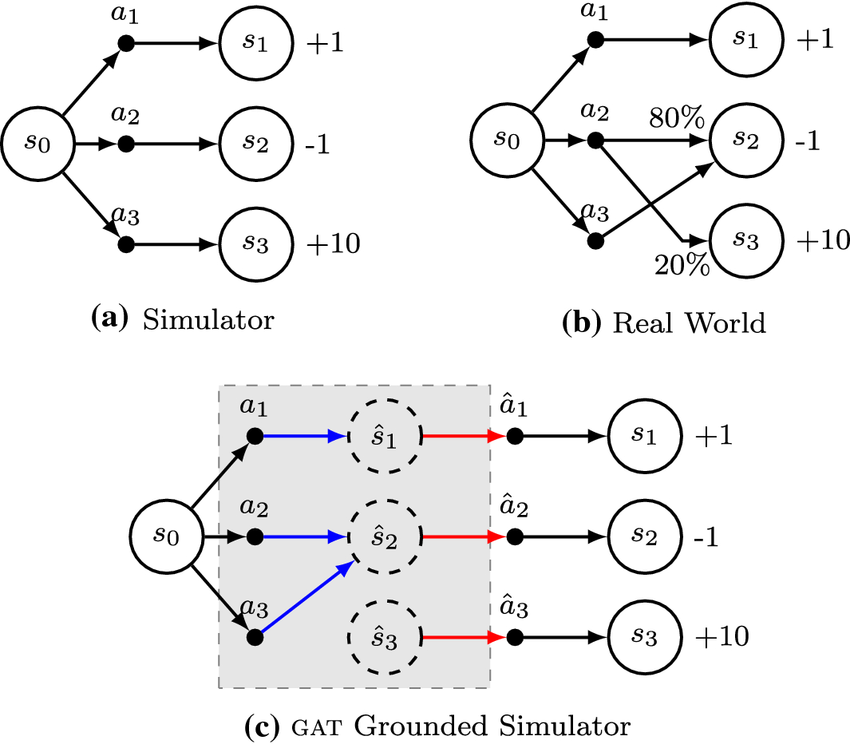 a1
s0 s1 +1
a2
s2 -1
a3
s3 +10
(a) Simulator
a1
s0 s1 +1
a2 80%
s2 -1
a3
s3 +10
20%
(b) Real World
a1 ŝ1 â1 s1 +1
s0 a2 ŝ2 â2 s2 -1
a3 ŝ3 â3 s3 +10
(c) GAT Grounded Simulator